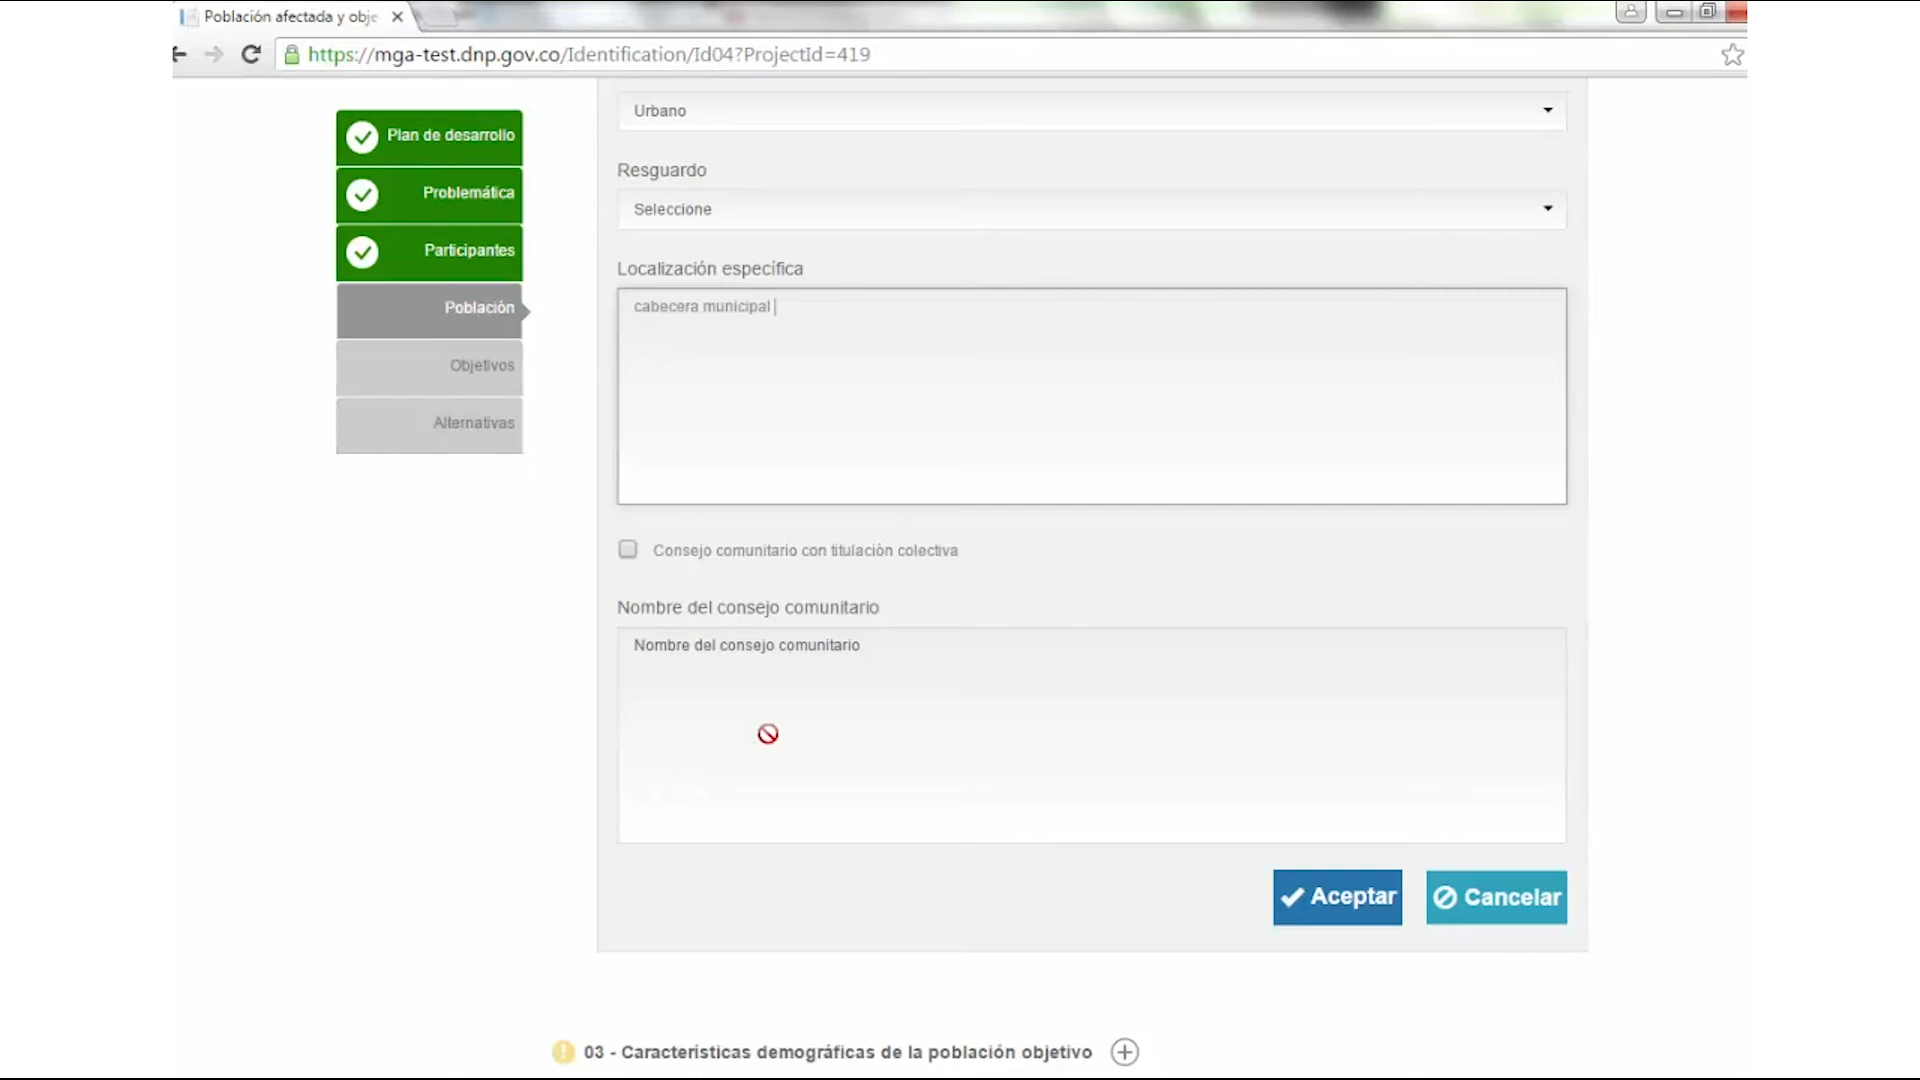 Población afectada y obje
https://mga-test.dnp.gov.co/Identification/Id04?ProjectId=419
Plan de desarrollo
Problemática
Participantes
Población
Objetivos
Alternativas
Urbano
Resguardo
Seleccione
Localización específica
cabecera municipal
Consejo comunitario con titulación colectiva
Nombre del consejo comunitario
Nombre del consejo comunitario
Aceptar
Cancelar
03 - Características demográficas de la población objetivo